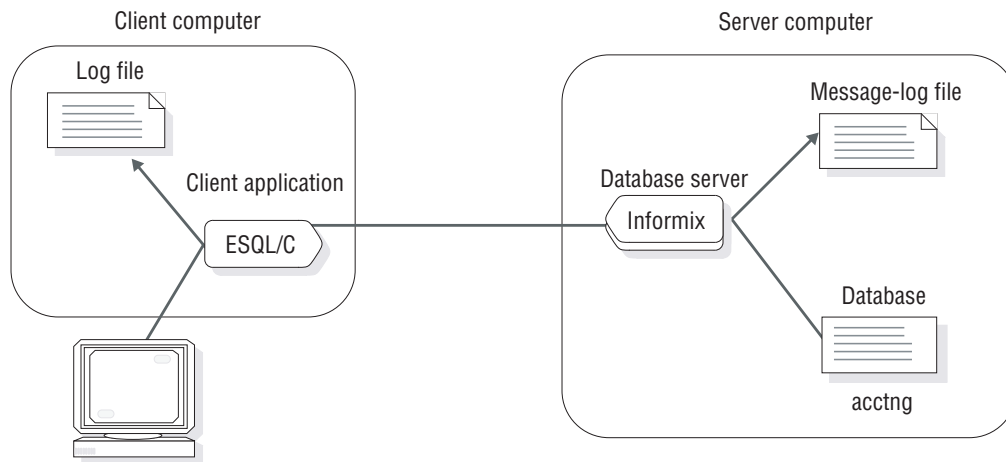 Client computer
Server computer
Log file
Message-log file
Client application
Database server
ESQL/C
Informix
Database
acctng